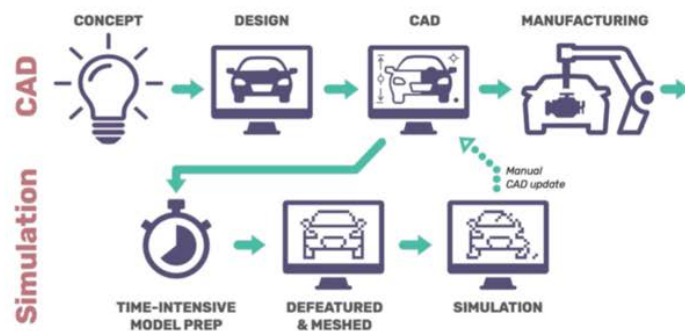 CONCEPT
DESIGN
CAD
MANUFACTURING
CAD
Manual
CAD update
Simulation
TIME-INTENSIVE
MODEL PREP
DEFEATURED
& MESHED
SIMULATION